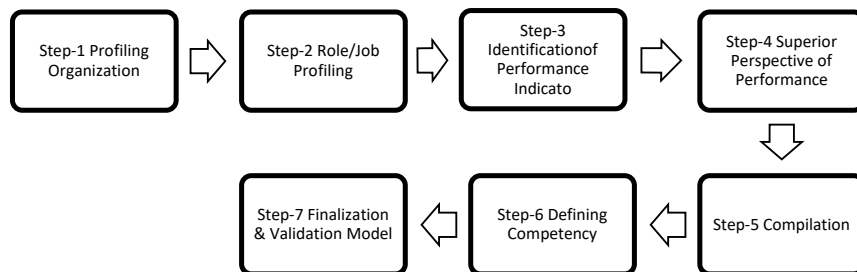 Step-1 Profiling
Organization
Step-2 Role/Job
Profiling
Step-3
Identificationof
Performance
Indicato
Step-4 Superior
Perspective of
Performance
Step-5 Compilation
Step-6 Defining
Competency
Step-7 Finalization
& Validation Model